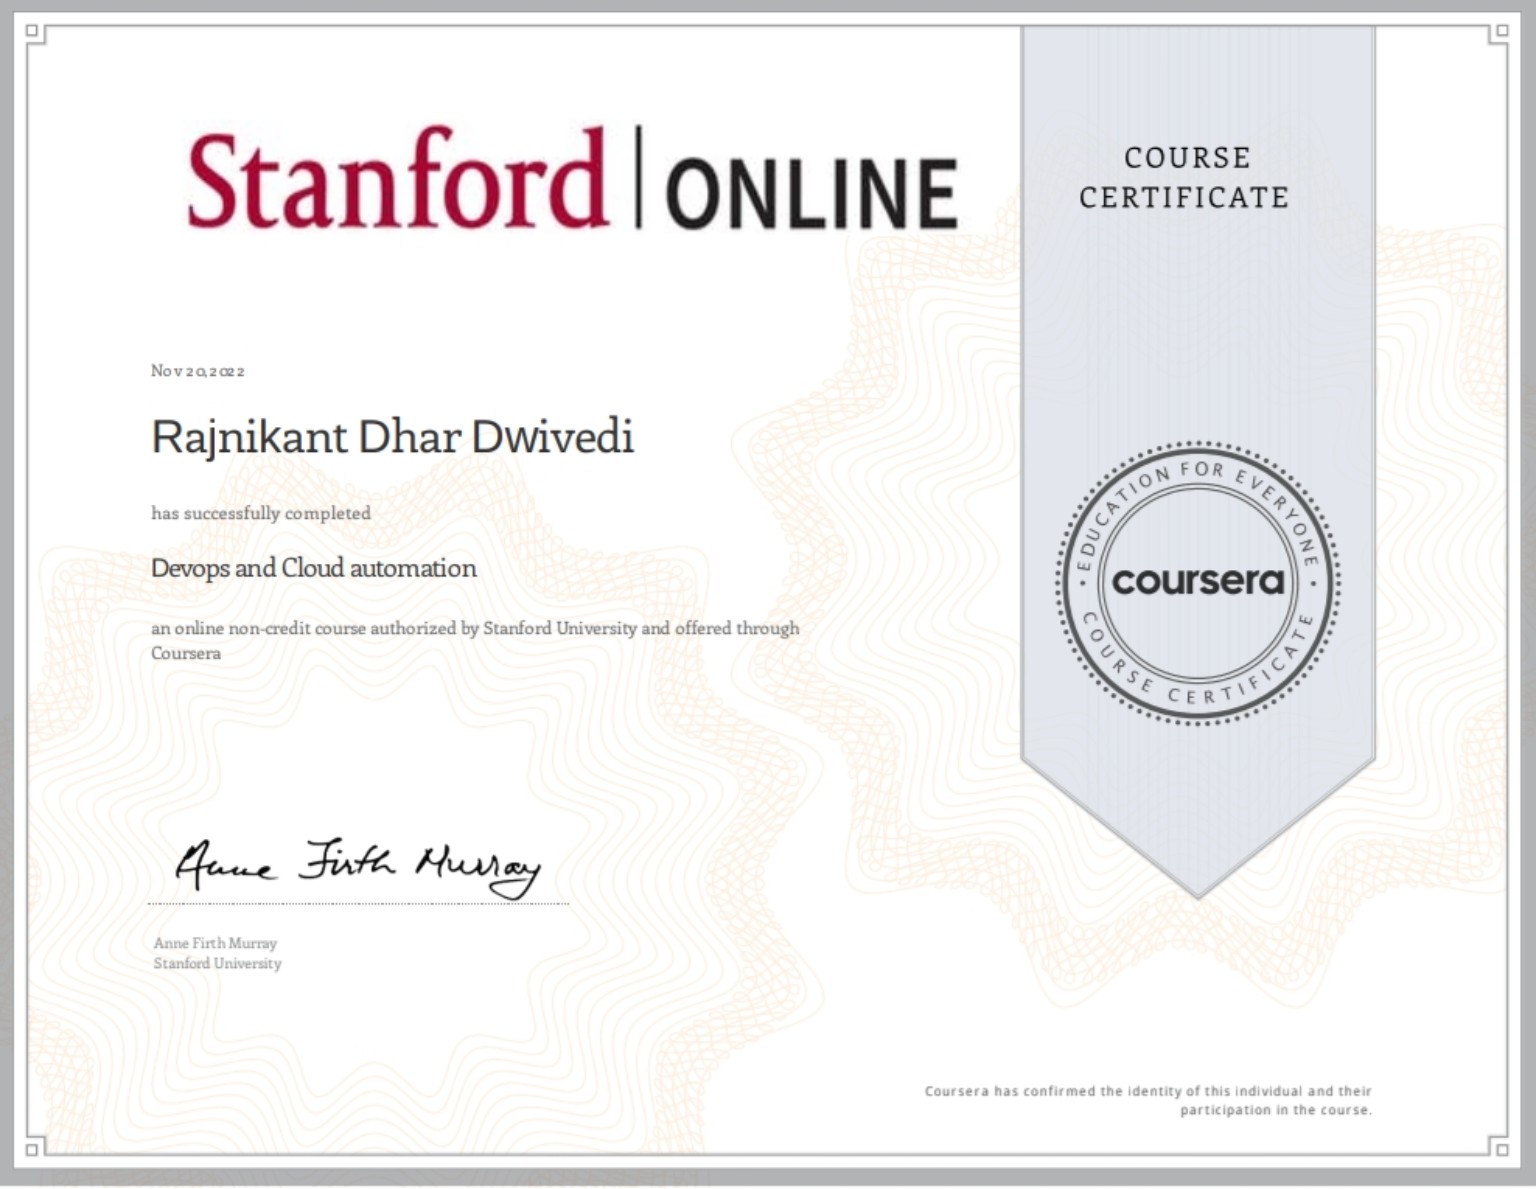 Stanford | ONLINE
COURSE
CERTIFICATE
Nov 20, 2022
Rajnikant Dhar Dwivedi
has successfully completed
Devops and Cloud automation
an online non-credit course authorized by Stanford University and offered through
Coursera
EDUCATION FOR EVERYONE
coursera
COURSE CERTIFICATE
Anne Firth Murray
Anne Firth Murray
Stanford University
Coursera has confirmed the identity of this individual and their
participation in the course.